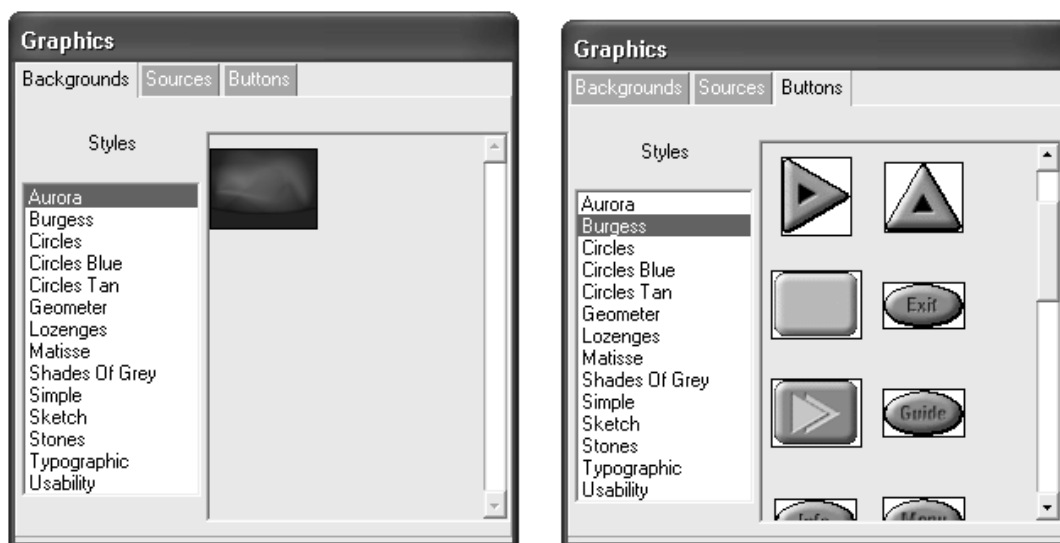 Graphics
Backgrounds Sources Buttons
Styles
Aurora
Burgess
Circles
Circles Blue
Circles Tan
Geometer
Lozenges
Matisse
Shades Of Grey
Simple
Sketch
Stones
Typographic
Usability
Graphics
Backgrounds Sources Buttons
Styles
Aurora
Burgess
Circles
Circles Blue
Circles Tan
Geometer
Lozenges
Matisse
Shades Of Grey
Simple
Sketch
Stones
Typographic
Usability
Exit
Guide
Info Menu